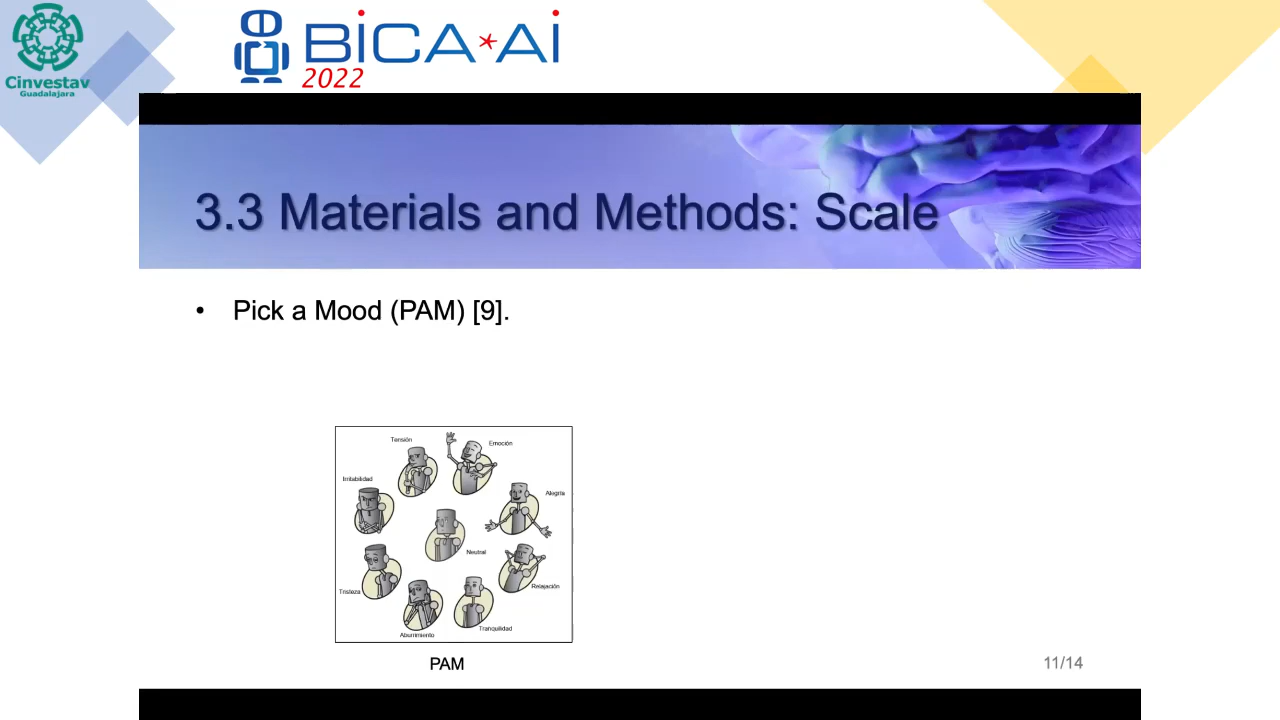 Cinvestav
Guadalajara
BiCA*Ai
2022
3.3 Materials and Methods: Scale
• Pick a Mood (PAM) [9].
Tensión
Emoción
Irritabilidad
Alegría
Neutral
Relajación
Tristeza
Tranquilidad
Aburrimiento
PAM
11/14